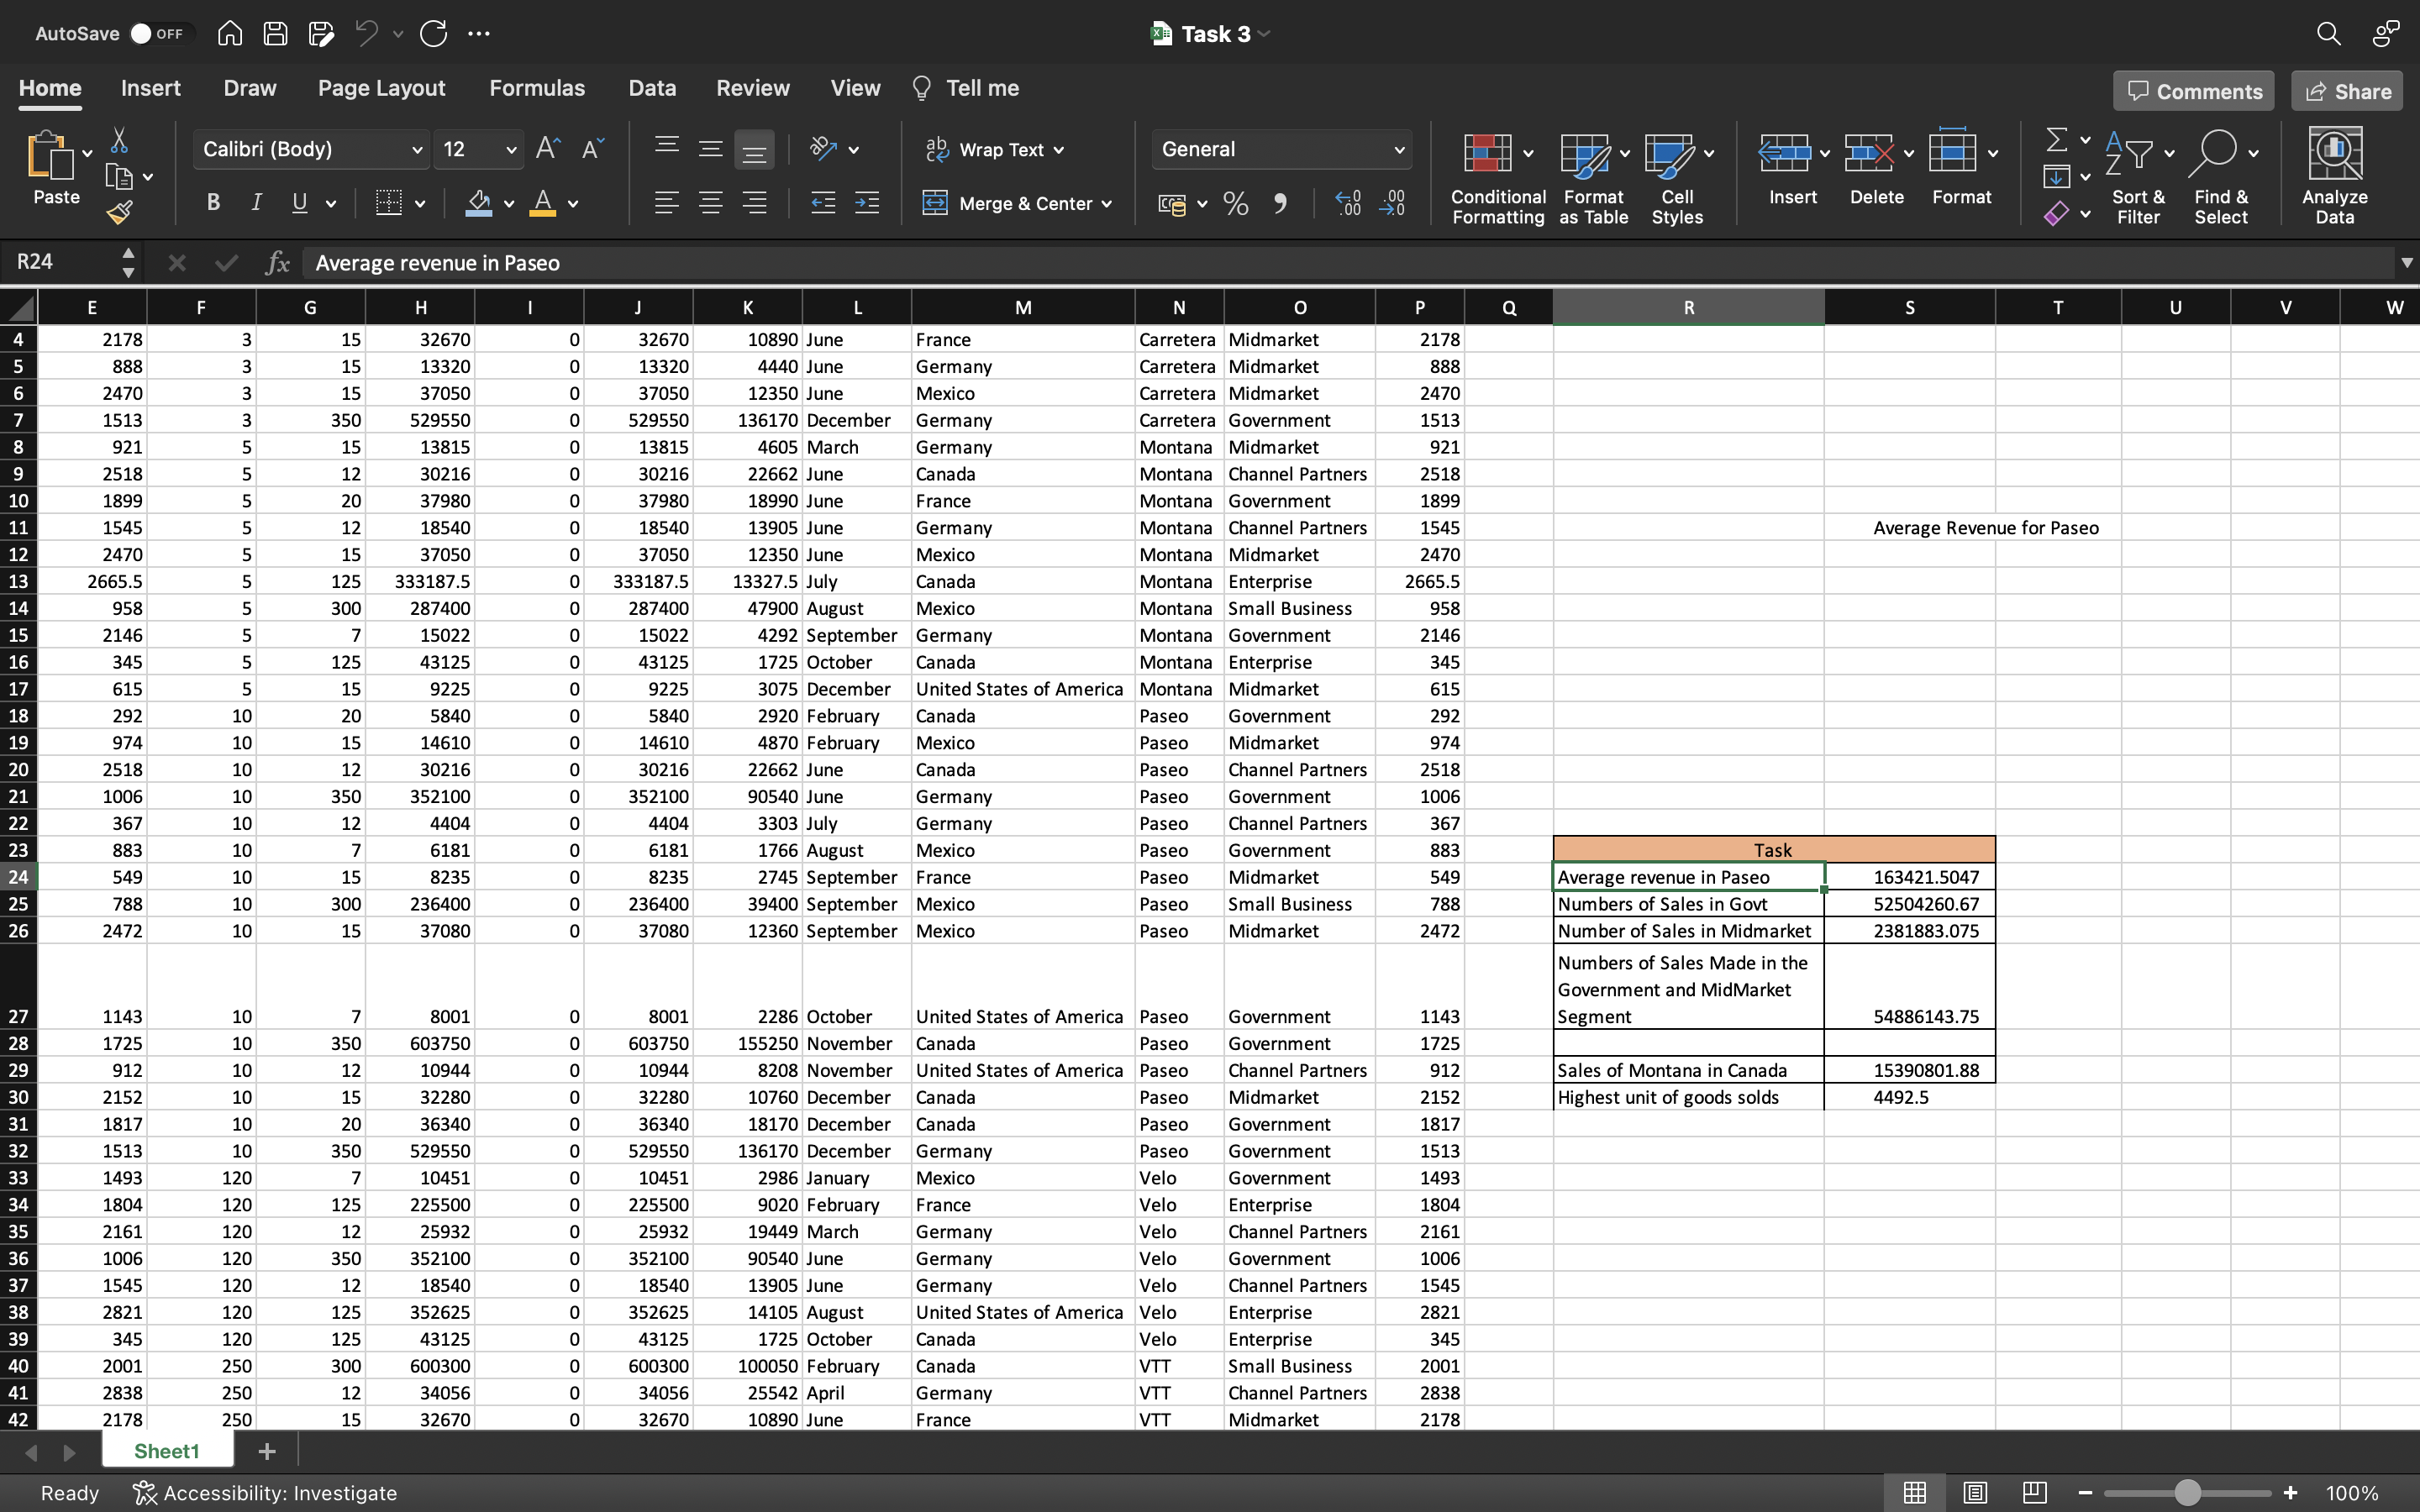 AutoSave OFF
Task 3
Home Insert Draw Page Layout Formulas Data Review View Tell me Comments Share
Paste Calibri (Body) 12 Wrap Text General Conditional Formatting Format as Table Cell Styles Insert Delete Format Sort & Filter Find & Select Analyze Data
B I U Merge & Center
R24 fx Average revenue in Paseo
E F G H I J K L M N O P Q R S T U V W
4 2178 3 15 32670 0 32670 10890 June France Carretera Midmarket 2178
5 888 3 15 13320 0 13320 4440 June Germany Carretera Midmarket 888
6 2470 3 15 37050 0 37050 12350 June Mexico Carretera Midmarket 2470
7 1513 3 350 529550 0 529550 136170 December Germany Carretera Government 1513
8 921 5 15 13815 0 13815 4605 March Germany Montana Midmarket 921
9 2518 5 12 30216 0 30216 22662 June Canada Montana Channel Partners 2518
10 1899 5 20 37980 0 37980 18990 June France Montana Government 1899
11 1545 5 12 18540 0 18540 13905 June Germany Montana Channel Partners 1545 Average Revenue for Paseo
12 2470 5 15 37050 0 37050 12350 June Mexico Montana Midmarket 2470
13 2665.5 5 125 333187.5 0 333187.5 13327.5 July Canada Montana Enterprise 2665.5
14 958 5 300 287400 0 287400 47900 August Mexico Montana Small Business 958
15 2146 5 7 15022 0 15022 4292 September Germany Montana Government 2146
16 345 5 125 43125 0 43125 1725 October Canada Montana Enterprise 345
17 615 5 15 9225 0 9225 3075 December United States of America Montana Midmarket 615
18 292 10 20 5840 0 5840 2920 February Canada Paseo Government 292
19 974 10 15 14610 0 14610 4870 February Mexico Paseo Midmarket 974
20 2518 10 12 30216 0 30216 22662 June Canada Paseo Channel Partners 2518
21 1006 10 350 352100 0 352100 90540 June Germany Paseo Government 1006
22 367 10 12 4404 0 4404 3303 July Germany Paseo Channel Partners 367
23 883 10 7 6181 0 6181 1766 August Mexico Paseo Government 883 Task
24 549 10 15 8235 0 8235 2745 September France Paseo Midmarket 549 Average revenue in Paseo 163421.5047
25 788 10 300 236400 0 236400 39400 September Mexico Paseo Small Business 788 Numbers of Sales in Govt 52504260.67
26 2472 10 15 37080 0 37080 12360 September Mexico Paseo Midmarket 2472 Number of Sales in Midmarket 2381883.075
Numbers of Sales Made in the
Government and MidMarket
27 1143 10 7 8001 0 8001 2286 October United States of America Paseo Government 1143 Segment 54886143.75
28 1725 10 350 603750 0 603750 155250 November Canada Paseo Government 1725
29 912 10 12 10944 0 10944 8208 November United States of America Paseo Channel Partners 912 Sales of Montana in Canada 15390801.88
30 2152 10 15 32280 0 32280 10760 December Canada Paseo Midmarket 2152 Highest unit of goods solds 4492.5
31 1817 10 20 36340 0 36340 18170 December Canada Paseo Government 1817
32 1513 10 350 529550 0 529550 136170 December Germany Paseo Government 1513
33 1493 120 7 10451 0 10451 2986 January Mexico Velo Government 1493
34 1804 120 125 225500 0 225500 9020 February France Velo Enterprise 1804
35 2161 120 12 25932 0 25932 19449 March Germany Velo Channel Partners 2161
36 1006 120 350 352100 0 352100 90540 June Germany Velo Government 1006
37 1545 120 12 18540 0 18540 13905 June Germany Velo Channel Partners 1545
38 2821 120 125 352625 0 352625 14105 August United States of America Velo Enterprise 2821
39 345 120 125 43125 0 43125 1725 October Canada Velo Enterprise 345
40 2001 250 300 600300 0 600300 100050 February Canada VTT Small Business 2001
41 2838 250 12 34056 0 34056 25542 April Germany VTT Channel Partners 2838
42 2178 250 15 32670 0 32670 10890 June France VTT Midmarket 2178
Sheet1 +
Ready Accessibility: Investigate 100%